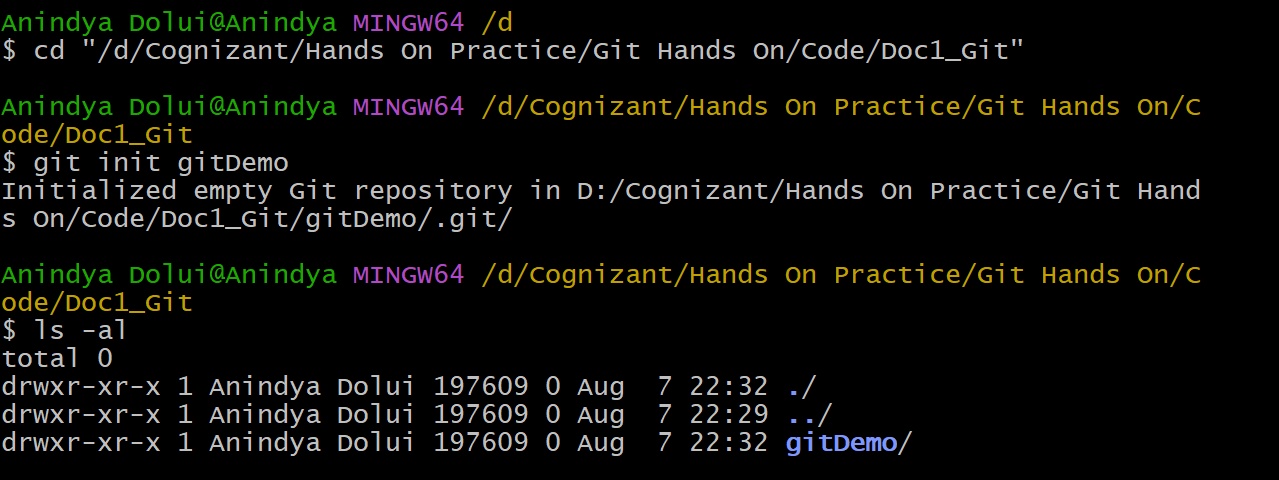 Anindya Dolui@Anindya MINGW64 /d
$ cd "/d/Cognizant/Hands On Practice/Git Hands On/Code/Doc1_Git"
Anindya Dolui@Anindya MINGW64 /d/Cognizant/Hands On Practice/Git Hands On/C
ode/Doc1_Git
$ git init gitDemo
Initialized empty Git repository in D:/Cognizant/Hands On Practice/Git Hand
s On/Code/Doc1_Git/gitDemo/.git/
Anindya Dolui@Anindya MINGW64 /d/Cognizant/Hands On Practice/Git Hands On/C
ode/Doc1_Git
$ ls -al
total 0
drwxr-xr-x 1 Anindya Dolui 197609 0 Aug  7 22:32 ./
drwxr-xr-x 1 Anindya Dolui 197609 0 Aug  7 22:29 ../
drwxr-xr-x 1 Anindya Dolui 197609 0 Aug  7 22:32 gitDemo/